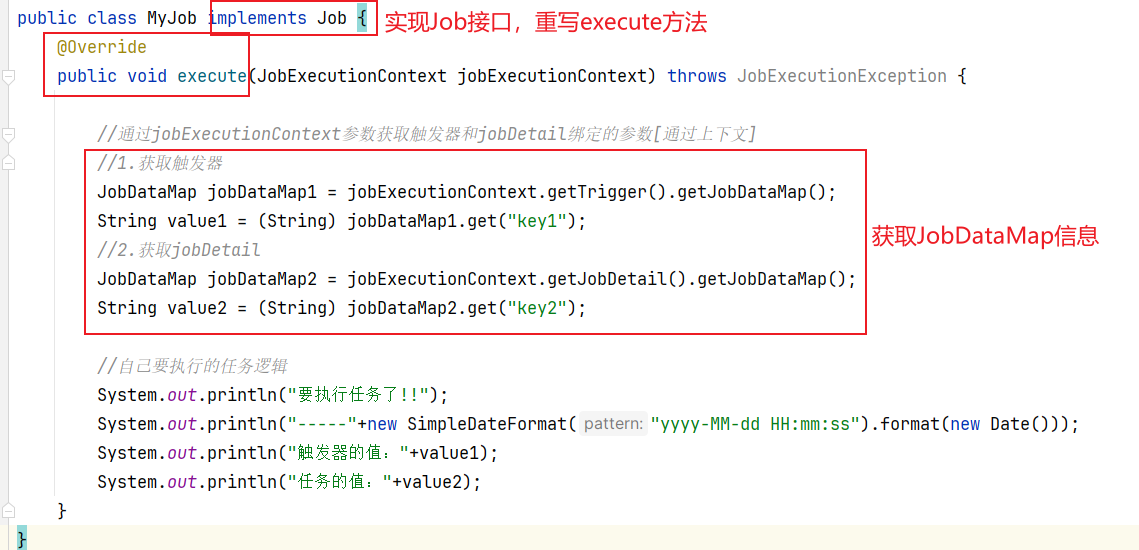 public class MyJob implements Job {
实现Job接口，重写execute方法
@Override
public void execute(JobExecutionContext jobExecutionContext) throws JobExecutionException {
//通过jobExecutionContext参数获取触发器和jobDetail绑定的参数[通过上下文]
//1.获取触发器
JobDataMap jobDataMap1 = jobExecutionContext.getTrigger().getJobDataMap();
String value1 = (String) jobDataMap1.get("key1");
获取JobDataMap信息
//2.获取jobDetail
JobDataMap jobDataMap2 = jobExecutionContext.getJobDetail().getJobDataMap();
String value2 = (String) jobDataMap2.get("key2");
//自己要执行的任务逻辑
System.out.println("要执行任务了!!");
System.out.println("-----"+new SimpleDateFormat( pattern: "yyyy-MM-dd HH:mm:ss").format(new Date()));
System.out.println("触发器的值："+value1);
System.out.println("任务的值："+value2);
}
}